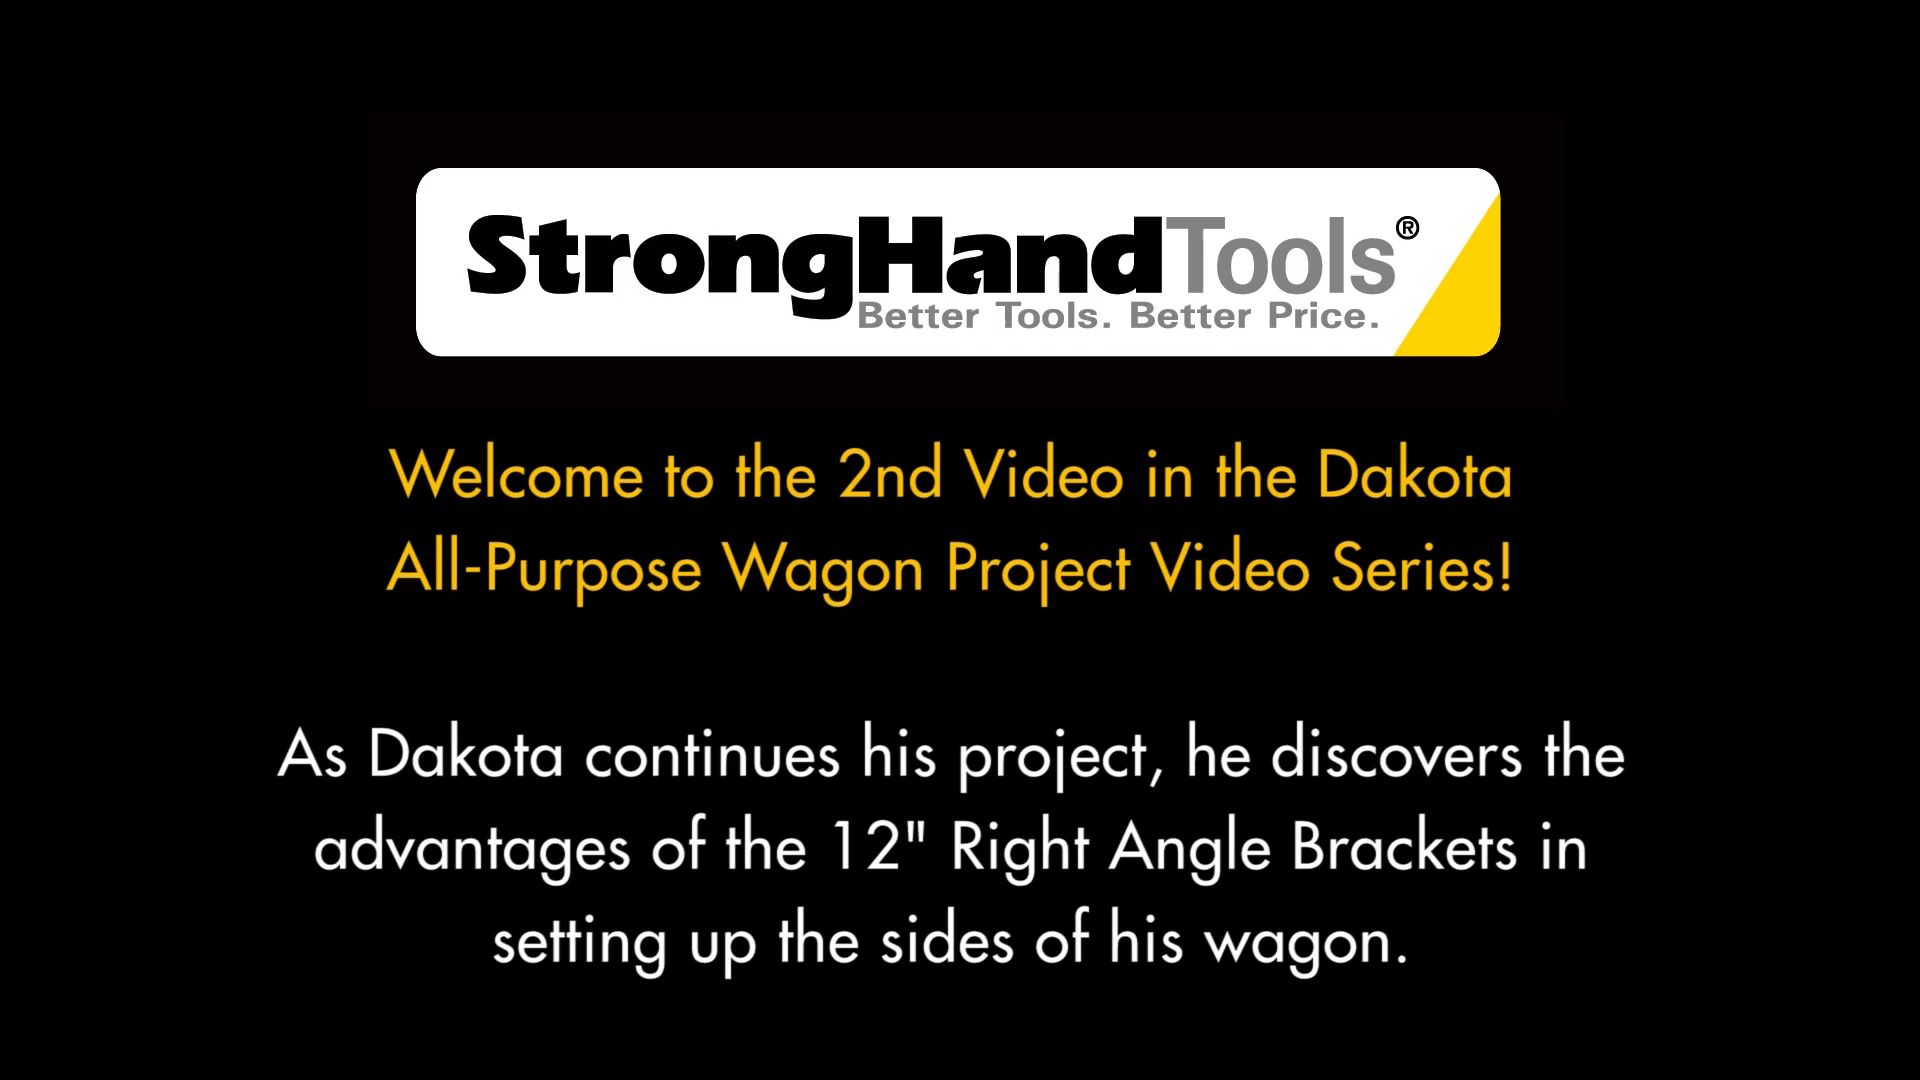 StrongHandTools®
Better Tools. Better Price.
Welcome to the 2nd Video in the Dakota
All-Purpose Wagon Project Video Series!
As Dakota continues his project, he discovers the
advantages of the 12" Right Angle Brackets in
setting up the sides of his wagon.